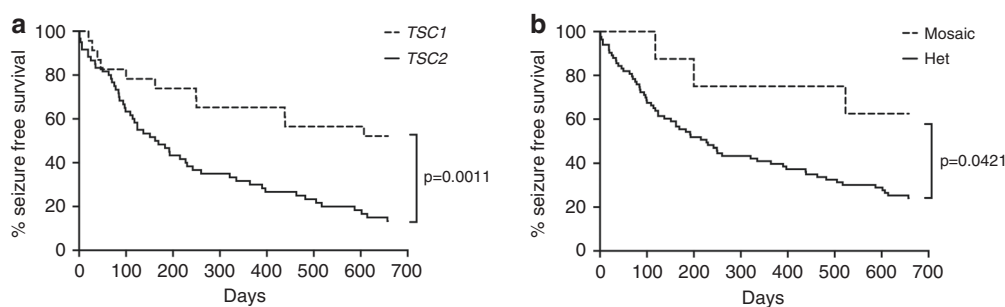 a
TSC1
TSC2
% seizure free survival
100
80
60
40
20
0
0 100 200 300 400 500 600 700
Days
p=0.0011
b
Mosaic
Het
% seizure free survival
100
80
60
40
20
0
0 100 200 300 400 500 600 700
Days
p=0.0421